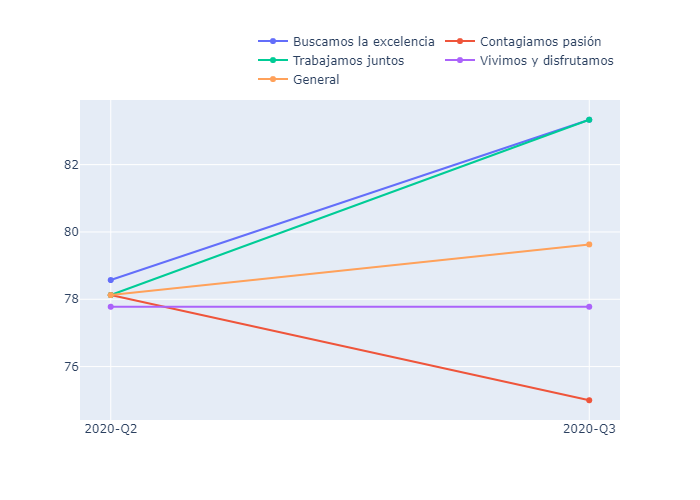 Buscamos la excelencia Contagiamos pasión
Trabajamos juntos Vivimos y disfrutamos
General
82
80
78
76
2020-Q2 2020-Q3